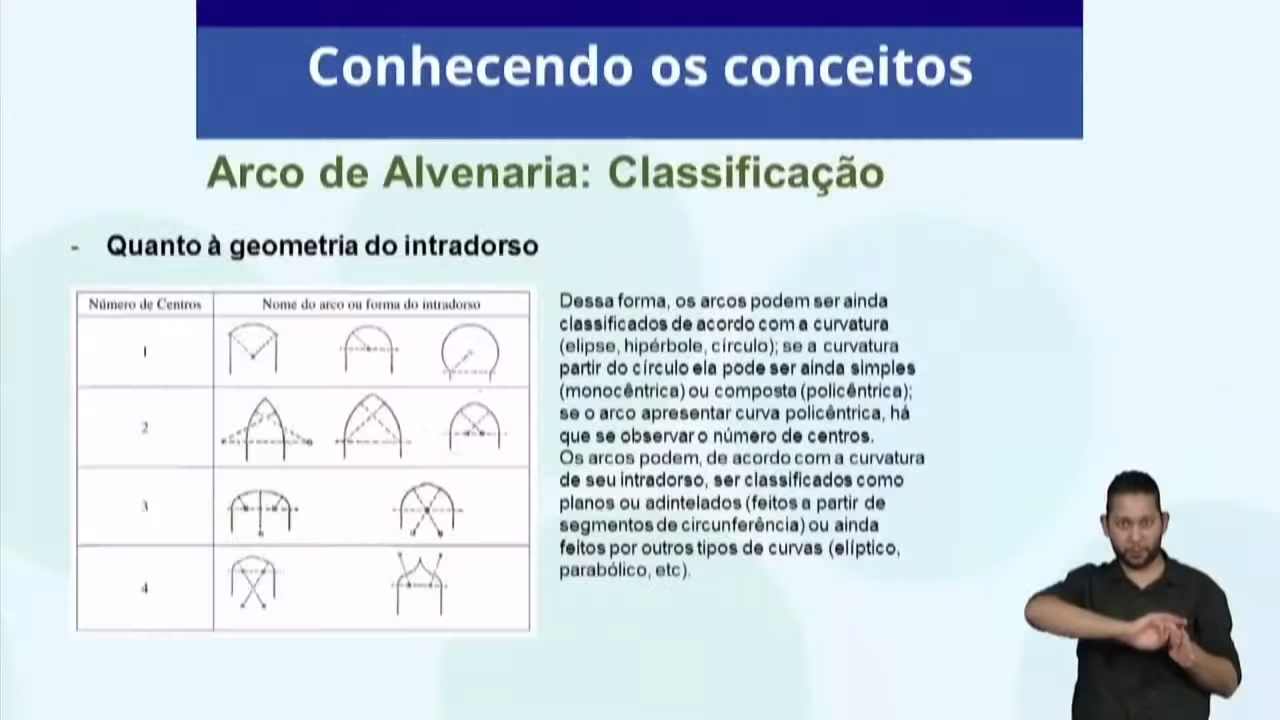 Conhecendo os conceitos
Arco de Alvenaria: Classificação
- Quanto à geometria do intradorso
Número de Centros
Nome do arco ou forma do intradorso
1
2
3
4
Dessa forma, os arcos podem ser ainda
classificados de acordo com a curvatura
(elipse, hipérbole, círculo); se a curvatura
partir do círculo ela pode ser ainda simples
(monocêntrica) ou composta (policêntrica);
se o arco apresentar curva policêntrica, há
que se observar o número de centros.
Os arcos podem, de acordo com a curvatura
de seu intradorso, ser classificados como
planos ou adintelados (feitos a partir de
segmentos de circunferência) ou ainda
feitos por outros tipos de curvas (elíptico,
parabólico, etc).